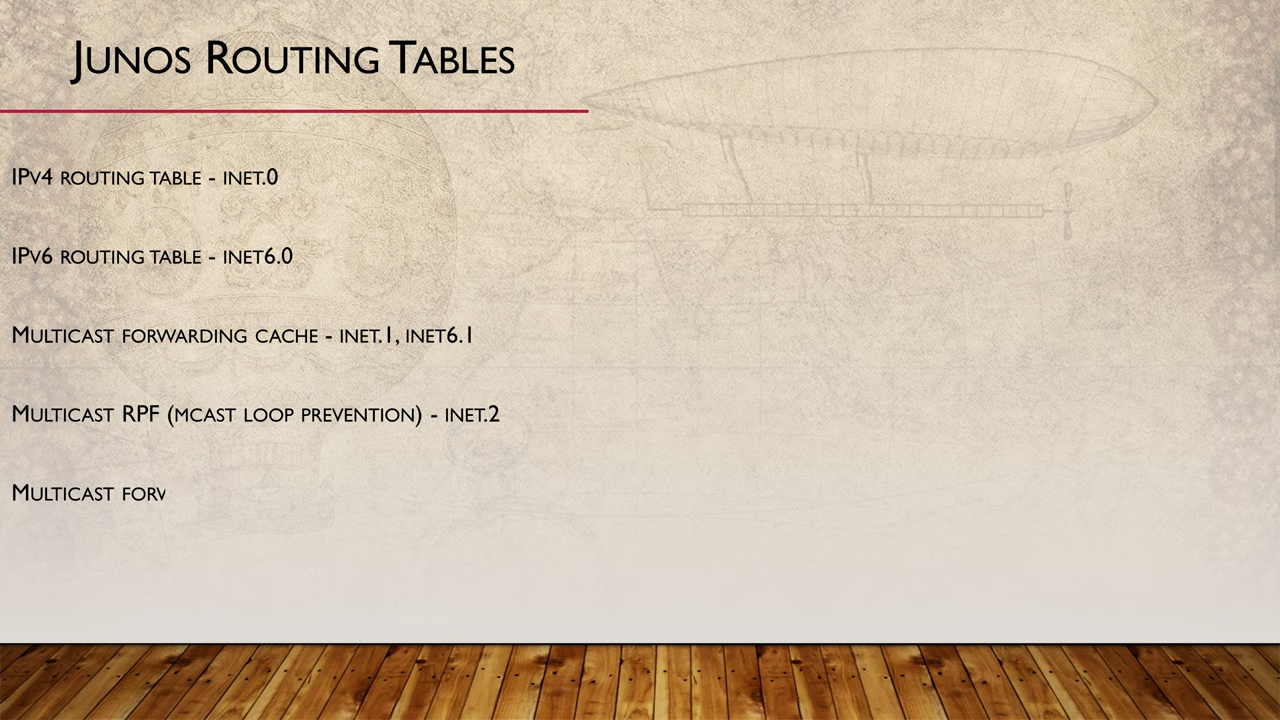 Junos Routing Tables
IPv4 routing table - inet.0
IPv6 routing table - inet6.0
Multicast forwarding cache - inet.1, inet6.1
Multicast RPF (mcast loop prevention) - inet.2
Multicast forv